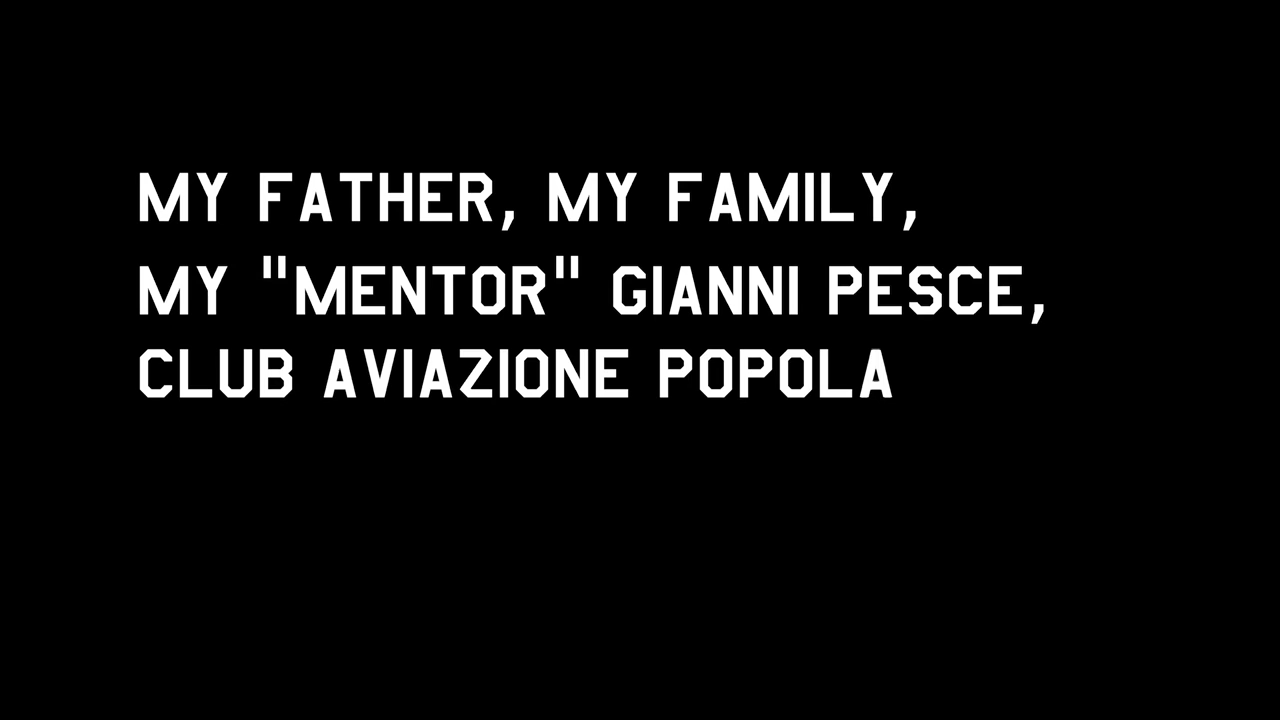 MY FATHER, MY FAMILY,
MY "MENTOR" GIANNI PESCE,
CLUB AVIAZIONE POPOLA